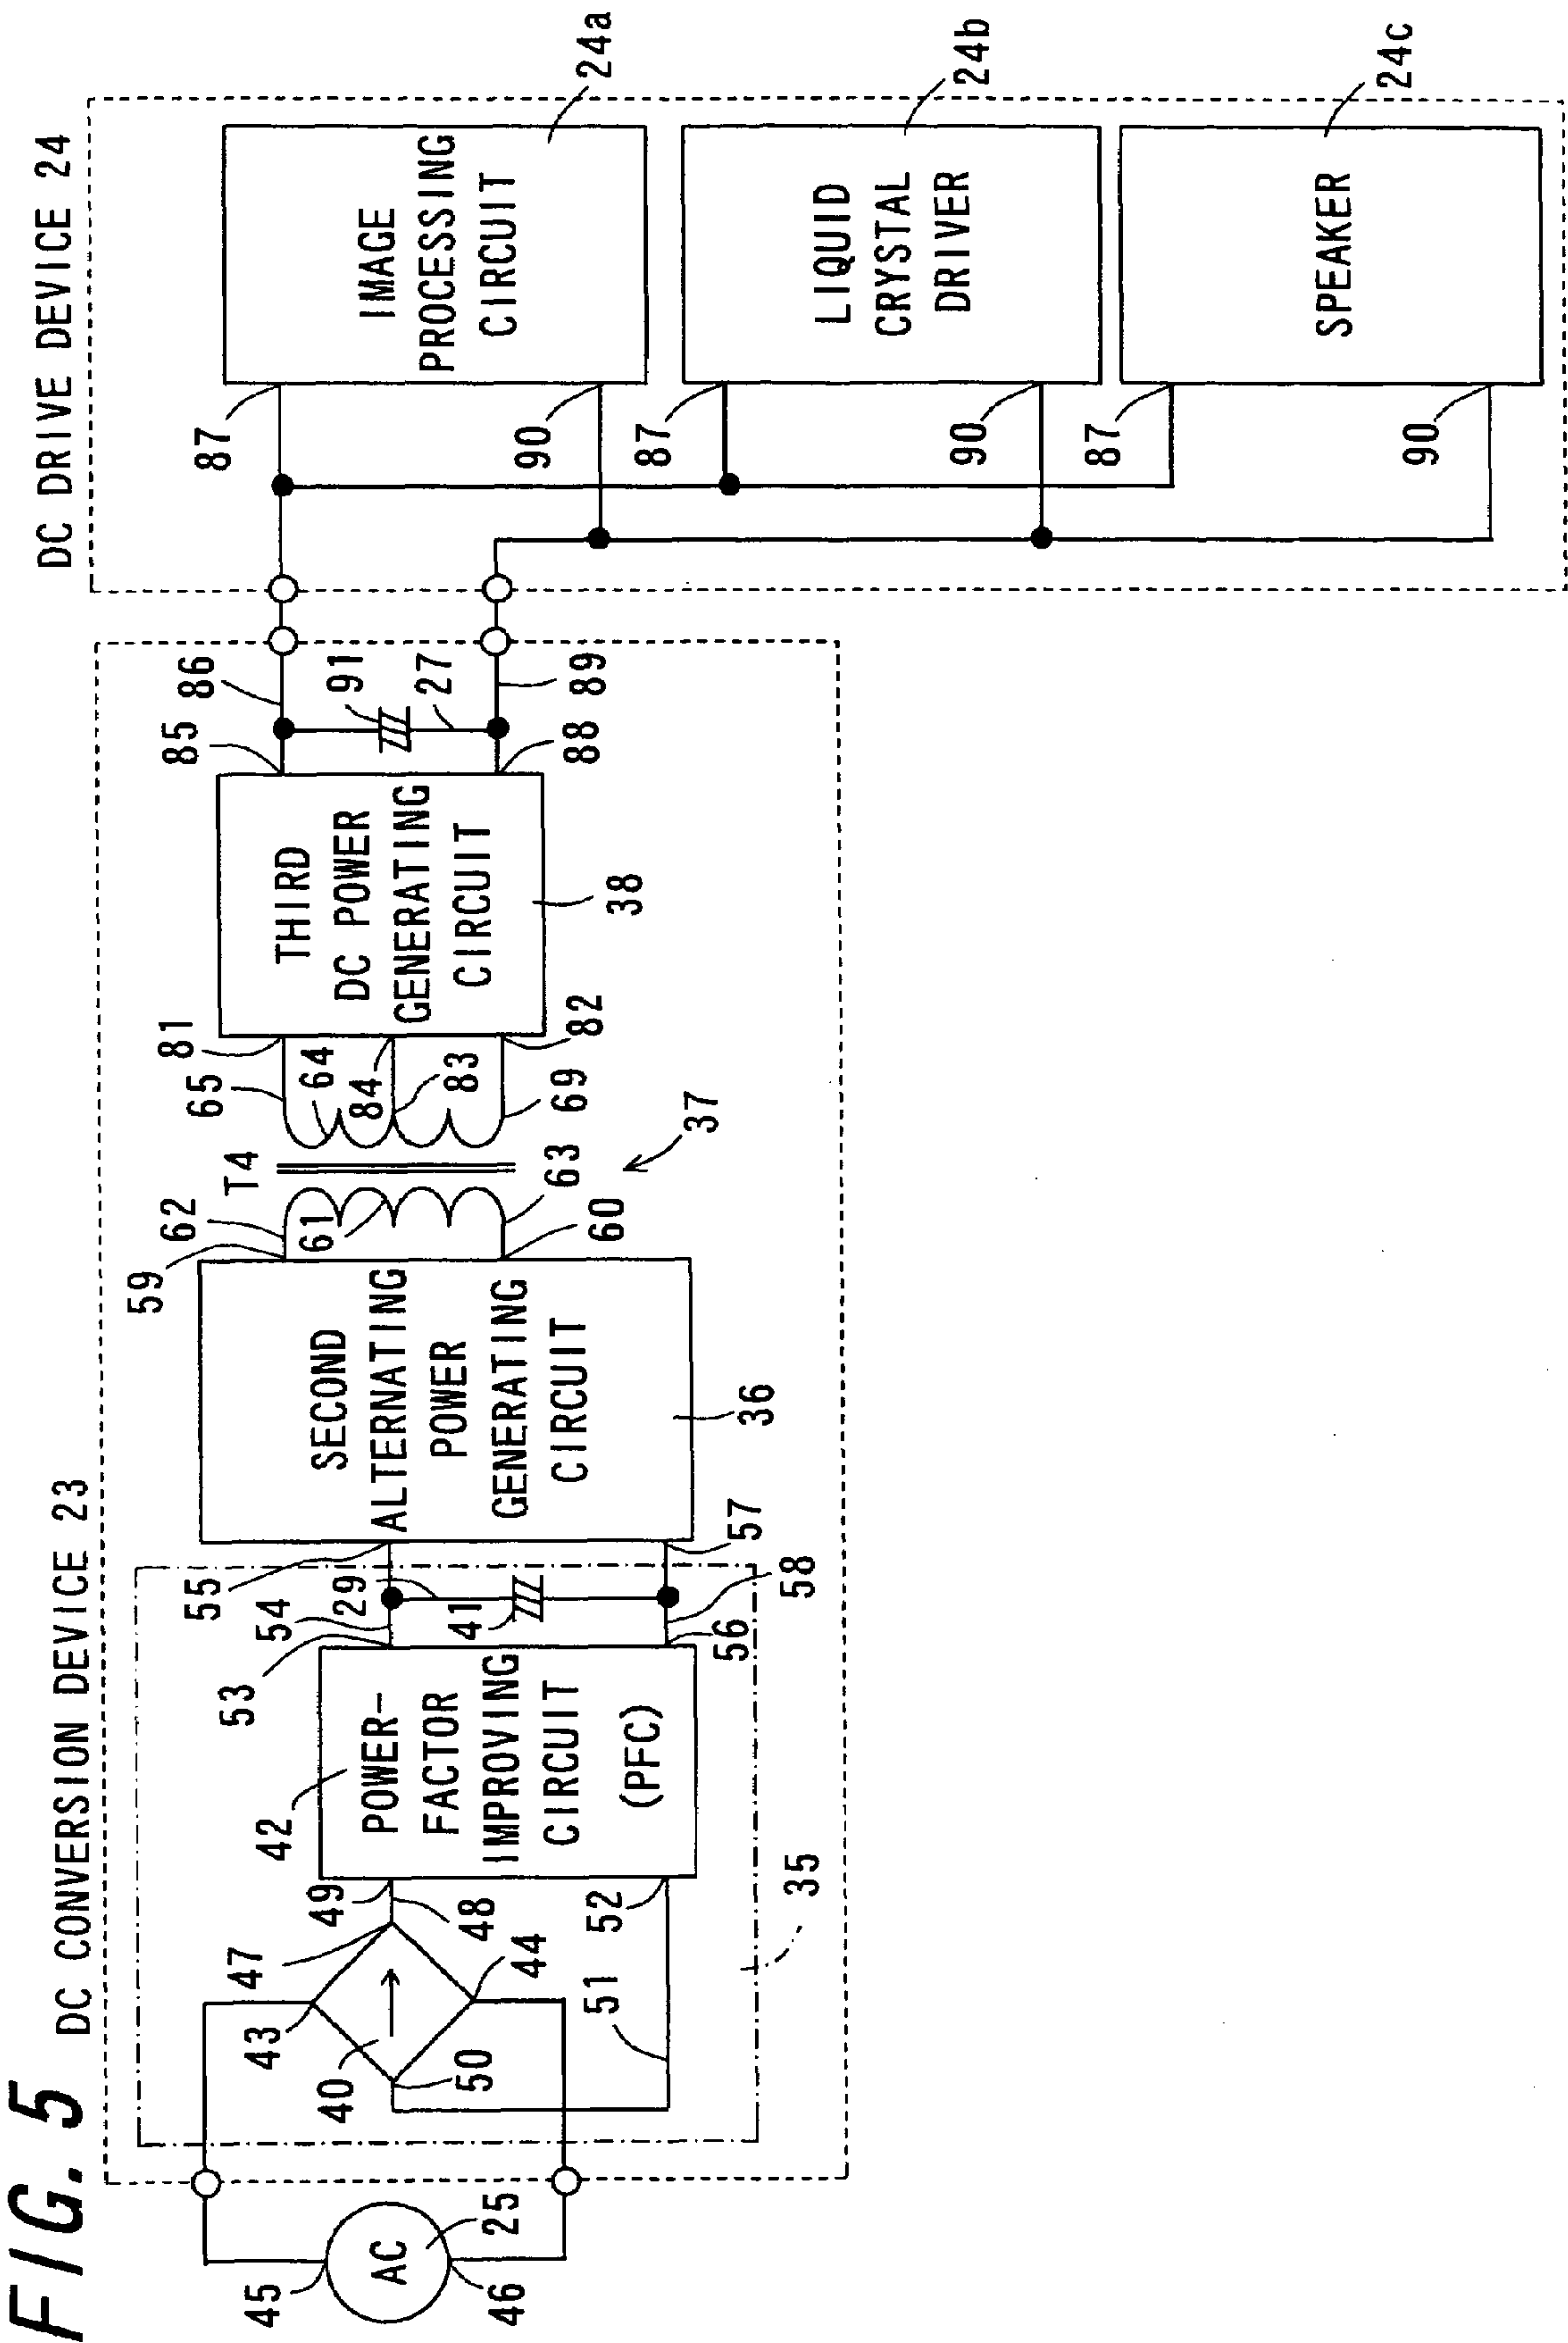 FIG. 5
DC CONVERSION DEVICE 23
DC DRIVE DEVICE 24
45
AC
25
46
43
47
40
50
44
49
48
51
52
35
42
POWER-
FACTOR
IMPROVING
CIRCUIT
(PFC)
53
54
55
29
41
56
58
57
SECOND
ALTERNATING
POWER
GENERATING
CIRCUIT
36
59
62
61
T4
63
60
37
65
64
81
84
83
69
82
THIRD
DC POWER
GENERATING
CIRCUIT
38
85
86
91
27
88
89
87
90
IMAGE
PROCESSING
CIRCUIT
24a
87
90
LIQUID
CRYSTAL
DRIVER
24b
87
90
SPEAKER
24c